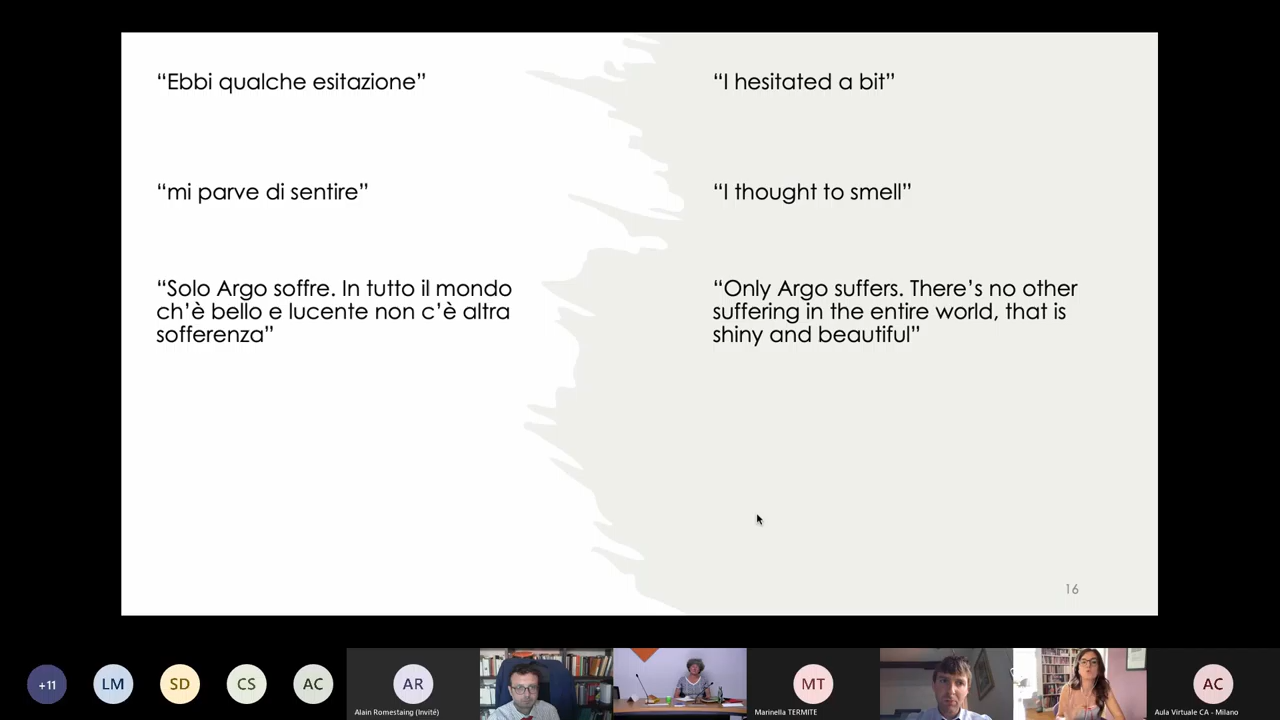 “Ebbi qualche esitazione”
“I hesitated a bit”
“mi parve di sentire”
“I thought to smell”
“Solo Argo soffre. In tutto il mondo
ch’è bello e lucente non c’è altra
sofferenza”
“Only Argo suffers. There’s no other
suffering in the entire world, that is
shiny and beautiful”
16
+11
LM
SD
CS
AC
AR
Alain Romestaing (Invité)
MT
Marinella TERMITE
AC
Aula Virtuale CA - Milano